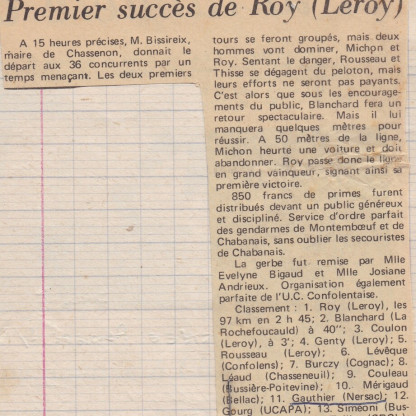 Premier succès de Roy (Leroy)
A 15 heures précises, M. Bissireix,
maire de Chassenon, donnait le
départ aux 36 concurrents par un
temps menaçant. Les deux premiers
tours se feront groupés, mais deux
hommes vont dominer, Michon et
Roy. Sentant le danger, Rousseau et
Thisse se dégagent du peloton, mais
leurs efforts ne seront pas payants.
C'est alors que sous les encourage-
ments du public, Blanchard fera un
retour spectaculaire. Mais il lui
manquera quelques mètres pour
réussir. A 50 mètres de la ligne,
Michon heurte une voiture et doit
abandonner. Roy passe donc la ligne
en grand vainqueur, signant ainsi sa
première victoire.
850 francs de primes furent
distribués devant un public généreux
et discipliné. Service d'ordre parfait
des gendarmes de Montembœuf et de
Chabanais, sans oublier les secouristes
de Chabanais.
La gerbe fut remise par Mlle
Evelyne Bigaud et Mlle Josiane
Andrieux. Organisation également
parfaite de l'U.C. Confolentaise.
Classement : 1. Roy (Leroy), les
97 km en 2 h 45; 2. Blanchard (La
Rochefoucauld) à 40"; 3. Coulon
(Leroy), à 3'; 4. Genty (Leroy); 5.
Rousseau (Leroy); 6. Lévêque
(Confolens); 7. Burczy (Cognac); 8.
Léaud (Chasseneuil); 9. Couleau
(Bussière-Poitevine); 10. Mérigaud
(Bellac); 11. Gauthier (Nersac); 12.
Gourg (UCAPA); 13. Siméoni (Bus-